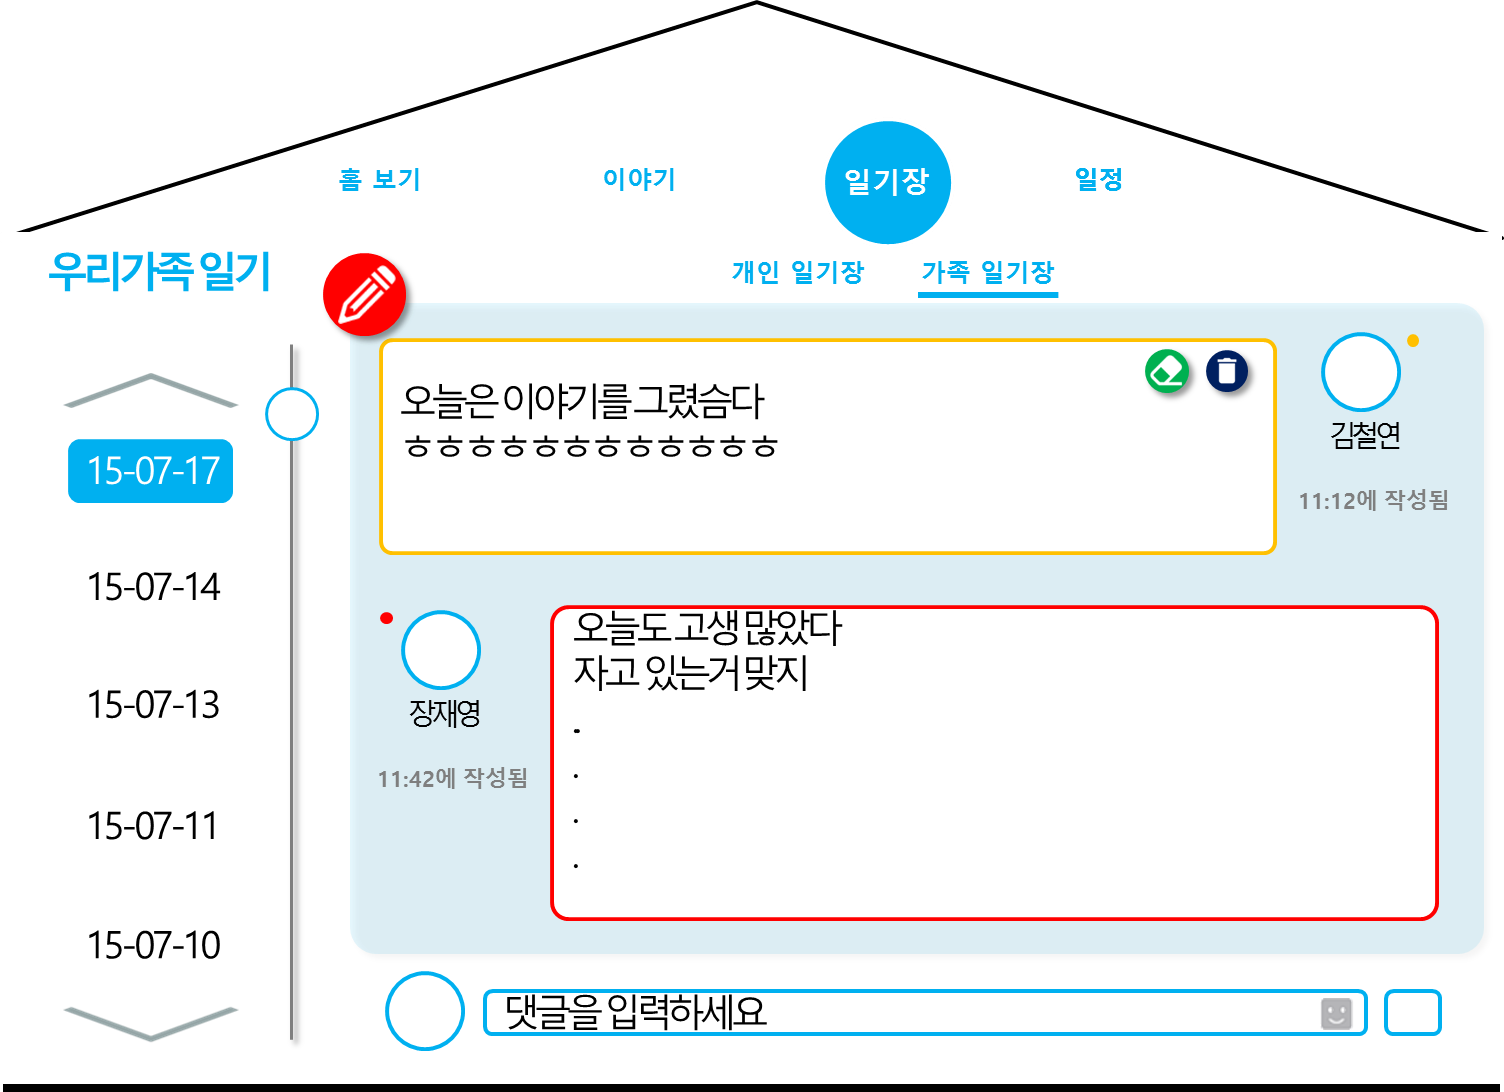 홈 보기
이야기
일기장
일정
우리가족 일기
개인 일기장
가족 일기장
15-07-17
15-07-14
15-07-13
15-07-11
15-07-10
오늘은 이야기를 그렸슴다
ㅎㅎㅎㅎㅎㅎㅎㅎㅎㅎㅎㅎ
김철연
11:12에 작성됨
장재영
11:42에 작성됨
오늘도 고생 많았다
자고 있는거 맞지
.
.
.
.
댓글을 입력하세요